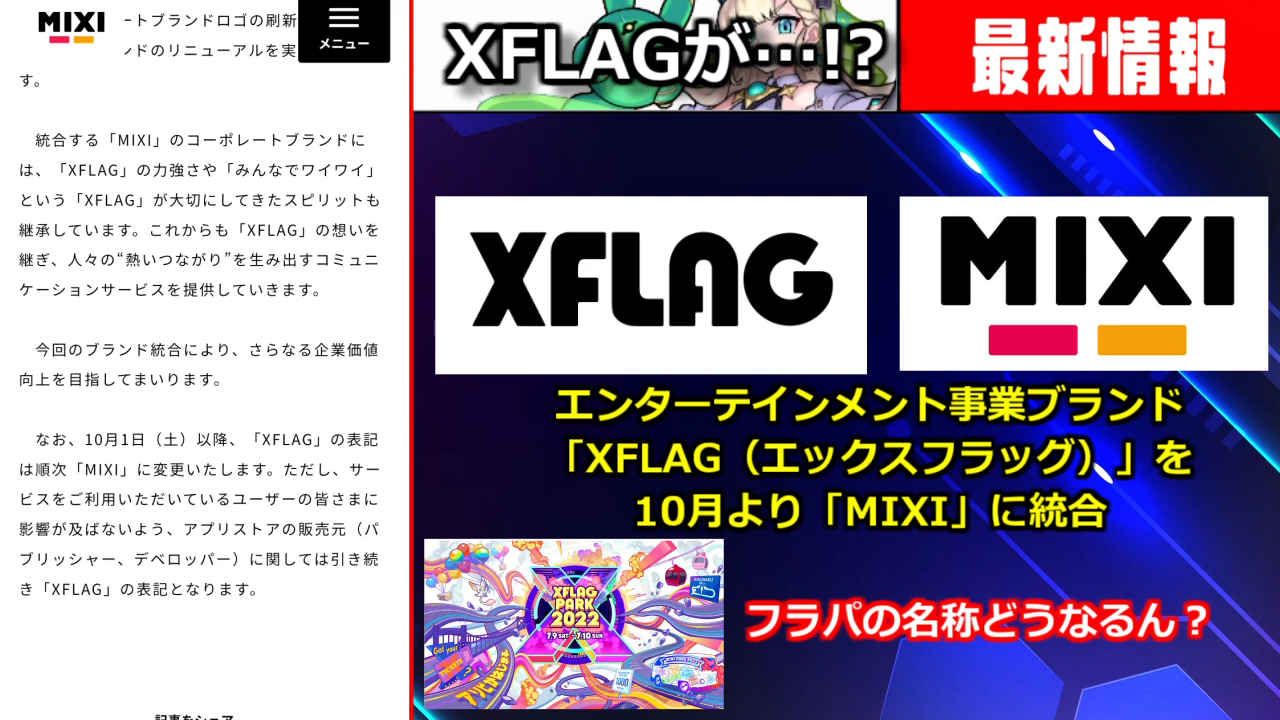 MIXI
ートブランドロゴの刷新
ンドのリニューアルを実
メニュー
す。
　統合する「MIXI」のコーポレートブランドに
は、「XFLAG」の力強さや「みんなでワイワイ」
という「XFLAG」が大切にしてきたスピリットも
継承しています。これからも「XFLAG」の想いを
継ぎ、人々の“熱いつながり”を生み出すコミュニ
ケーションサービスを提供していきます。
　今回のブランド統合により、さらなる企業価値
向上を目指してまいります。
　なお、10月1日（土）以降、「XFLAG」の表記
は順次「MIXI」に変更いたします。ただし、サー
ビスをご利用いただいているユーザーの皆さまに
影響が及ばないよう、アプリストアの販売元（パ
ブリッシャー、デベロッパー）に関しては引き続
き「XFLAG」の表記となります。
記事をシェア
XFLAGが…!?
最新情報
XFLAG
MIXI
エンターテインメント事業ブランド
「XFLAG（エックスフラッグ）」を
10月より「MIXI」に統合
XFLAG
PARK
2022
7.9 SAT 7.10 SUN
フラパの名称どうなるん？